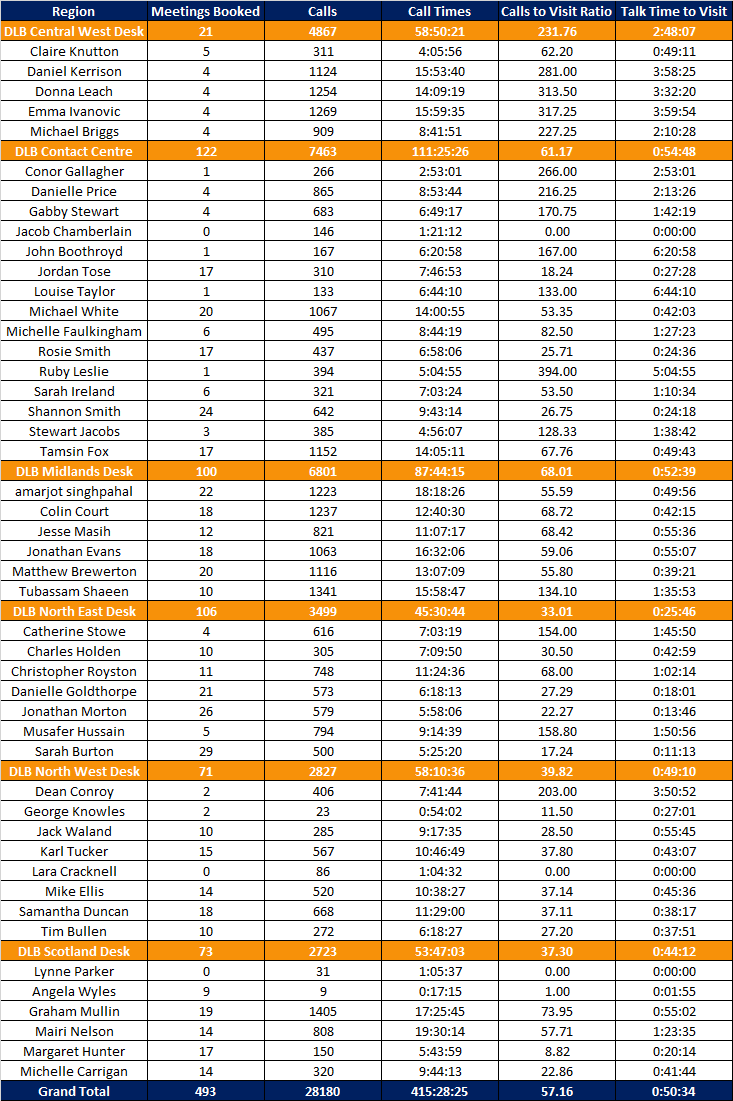 Region Meetings Booked Calls Call Times Calls to Visit Ratio Talk Time to Visit
DLB Central West Desk 21 4867 58:50:21 231.76 2:48:07
Claire Knutton 5 311 4:05:56 62.20 0:49:11
Daniel Kerrison 4 1124 15:53:40 281.00 3:58:25
Donna Leach 4 1254 14:09:19 313.50 3:32:20
Emma Ivanovic 4 1269 15:59:35 317.25 3:59:54
Michael Briggs 4 909 8:41:51 227.25 2:10:28
DLB Contact Centre 122 7463 111:25:26 61.17 0:54:48
Conor Gallagher 1 266 2:53:01 266.00 2:53:01
Danielle Price 4 865 8:53:44 216.25 2:13:26
Gabby Stewart 4 683 6:49:17 170.75 1:42:19
Jacob Chamberlain 0 146 1:21:12 0.00 0:00:00
John Boothroyd 1 167 6:20:58 167.00 6:20:58
Jordan Tose 17 310 7:46:53 18.24 0:27:28
Louise Taylor 1 133 6:44:10 133.00 6:44:10
Michael White 20 1067 14:00:55 53.35 0:42:03
Michelle Faulkingham 6 495 8:44:19 82.50 1:27:23
Rosie Smith 17 437 6:58:06 25.71 0:24:36
Ruby Leslie 1 394 5:04:55 394.00 5:04:55
Sarah Ireland 6 321 7:03:24 53.50 1:10:34
Shannon Smith 24 642 9:43:14 26.75 0:24:18
Stewart Jacobs 3 385 4:56:07 128.33 1:38:42
Tamsin Fox 17 1152 14:05:11 67.76 0:49:43
DLB Midlands Desk 100 6801 87:44:15 68.01 0:52:39
amarjot singhpahal 22 1223 18:18:26 55.59 0:49:56
Colin Court 18 1237 12:40:30 68.72 0:42:15
Jesse Masih 12 821 11:07:17 68.42 0:55:36
Jonathan Evans 18 1063 16:32:06 59.06 0:55:07
Matthew Brewerton 20 1116 13:07:09 55.80 0:39:21
Tubassam Shaeen 10 1341 15:58:47 134.10 1:35:53
DLB North East Desk 106 3499 45:30:44 33.01 0:25:46
Catherine Stowe 4 616 7:03:19 154.00 1:45:50
Charles Holden 10 305 7:09:50 30.50 0:42:59
Christopher Royston 11 748 11:24:36 68.00 1:02:14
Danielle Goldthorpe 21 573 6:18:13 27.29 0:18:01
Jonathan Morton 26 579 5:58:06 22.27 0:13:46
Musafer Hussain 5 794 9:14:39 158.80 1:50:56
Sarah Burton 29 500 5:25:20 17.24 0:11:13
DLB North West Desk 71 2827 58:10:36 39.82 0:49:10
Dean Conroy 2 406 7:41:44 203.00 3:50:52
George Knowles 2 23 0:54:02 11.50 0:27:01
Jack Waland 10 285 9:17:35 28.50 0:55:45
Karl Tucker 15 567 10:46:49 37.80 0:43:07
Lara Cracknell 0 86 1:04:32 0.00 0:00:00
Mike Ellis 14 520 10:38:27 37.14 0:45:36
Samantha Duncan 18 668 11:29:00 37.11 0:38:17
Tim Bullen 10 272 6:18:27 27.20 0:37:51
DLB Scotland Desk 73 2723 53:47:03 37.30 0:44:12
Lynne Parker 0 31 1:05:37 0.00 0:00:00
Angela Wyles 9 9 0:17:15 1.00 0:01:55
Graham Mullin 19 1405 17:25:45 73.95 0:55:02
Mairi Nelson 14 808 19:30:14 57.71 1:23:35
Margaret Hunter 17 150 5:43:59 8.82 0:20:14
Michelle Carrigan 14 320 9:44:13 22.86 0:41:44
Grand Total 493 28180 415:28:25 57.16 0:50:34